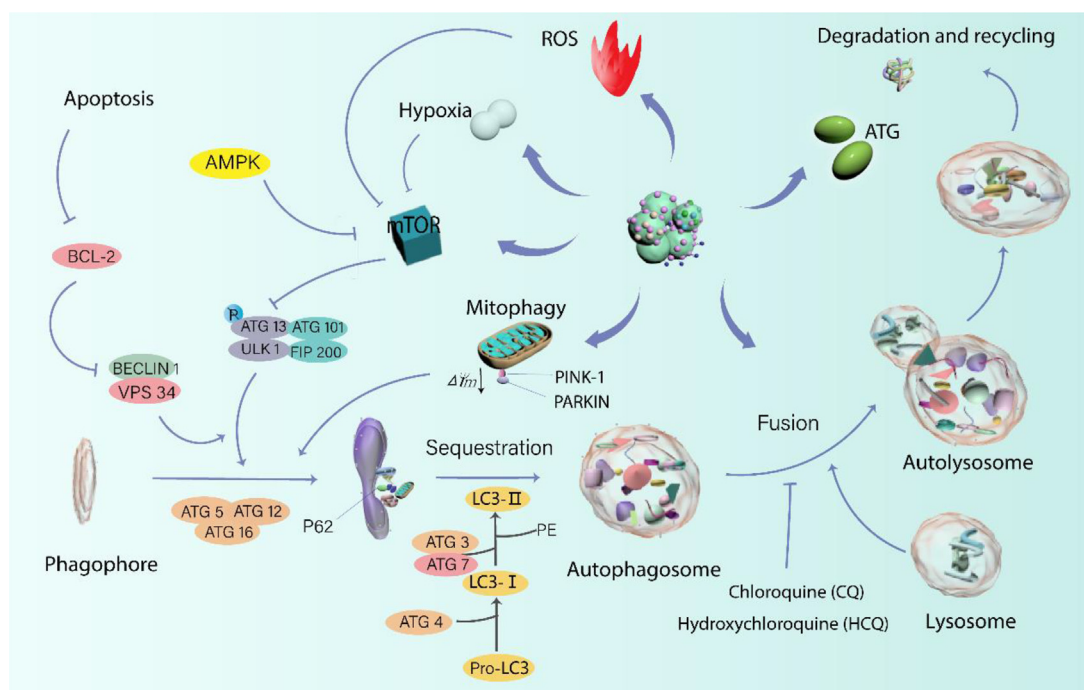 ROS
Degradation and recycling
Apoptosis
Hypoxia
ATG
AMPK
mTOR
BCL-2
Mitophagy
P
ATG 13
ATG 101
ULK 1
FIP 200
ΔΨm
PINK-1
PARKIN
BECLIN 1
VPS 34
Fusion
Sequestration
Autolysosome
LC3-II
ATG 5
ATG 12
ATG 16
P62
PE
ATG 3
ATG 7
Phagophore
Autophagosome
LC3-I
Chloroquine (CQ)
Hydroxychloroquine (HCQ)
Lysosome
ATG 4
Pro-LC3